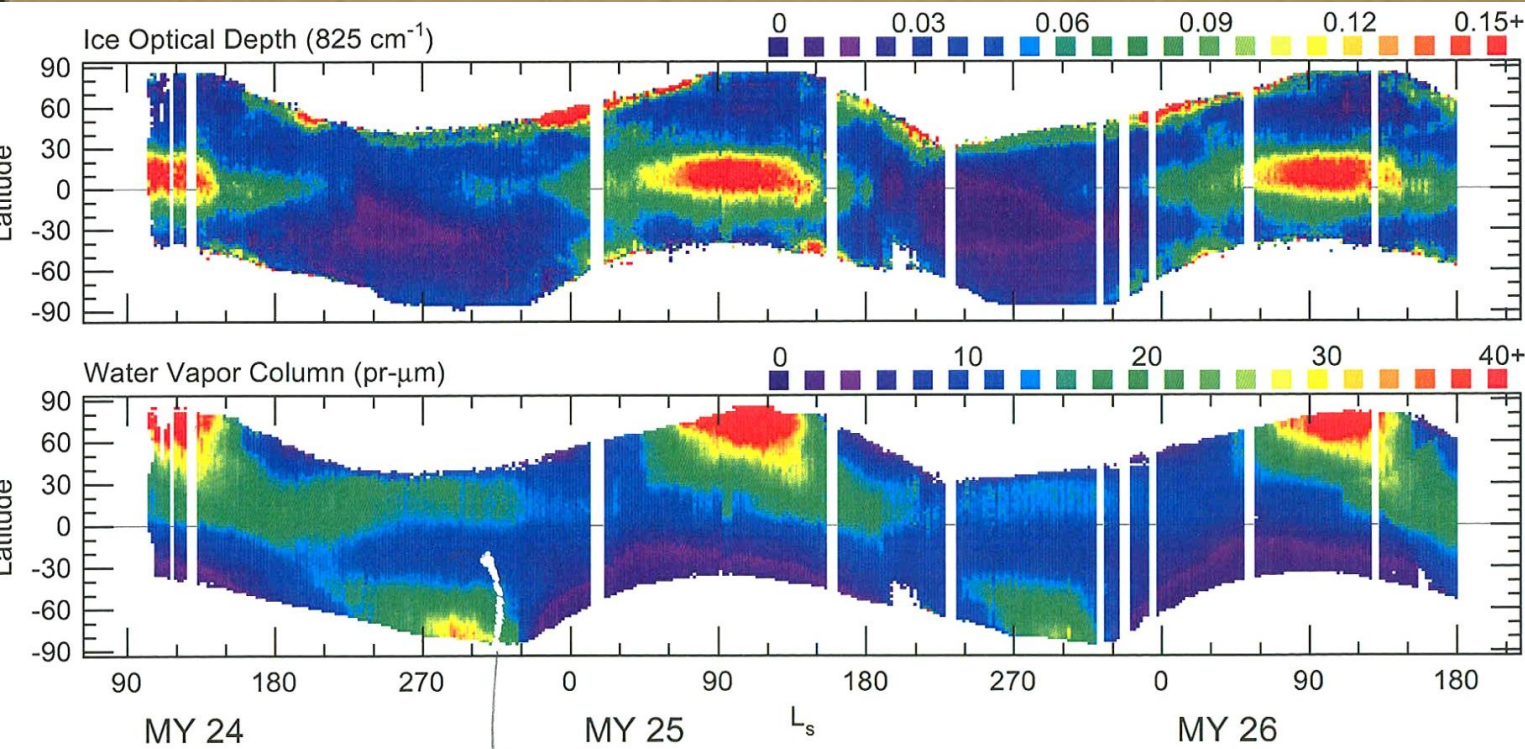 Ice Optical Depth (825 cm⁻¹)
0 0.03 0.06 0.09 0.12 0.15+
90
60
30
0
-30
-60
-90
Latitude
Water Vapor Column (pr-μm)
0 10 20 30 40+
90
60
30
0
-30
-60
-90
Latitude
90 180 270 0 90 180 270 0 90 180
MY 24 MY 25 Lₛ MY 26